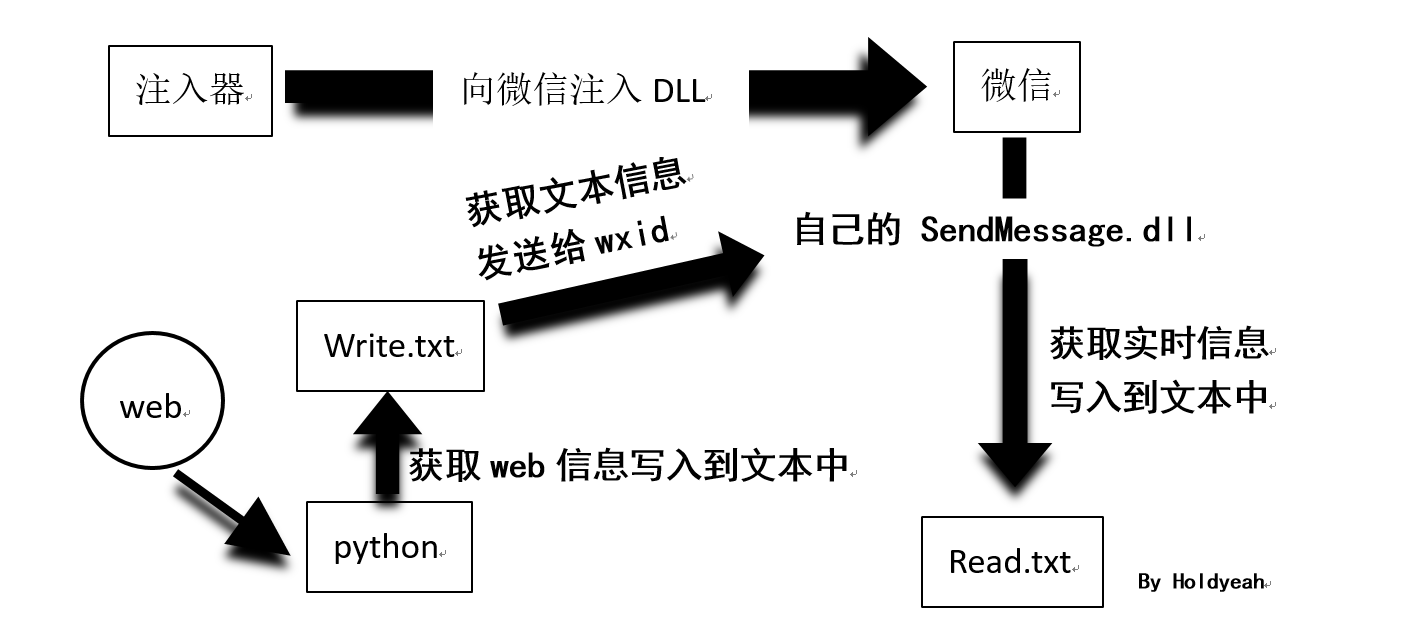 注入器
向微信注入 DLL
微信
获取文本信息
发送给 wxid
自己的 SendMessage.dll
Write.txt
获取实时信息
写入到文本中
web
获取 web 信息写入到文本中
python
Read.txt
By Holdyeah